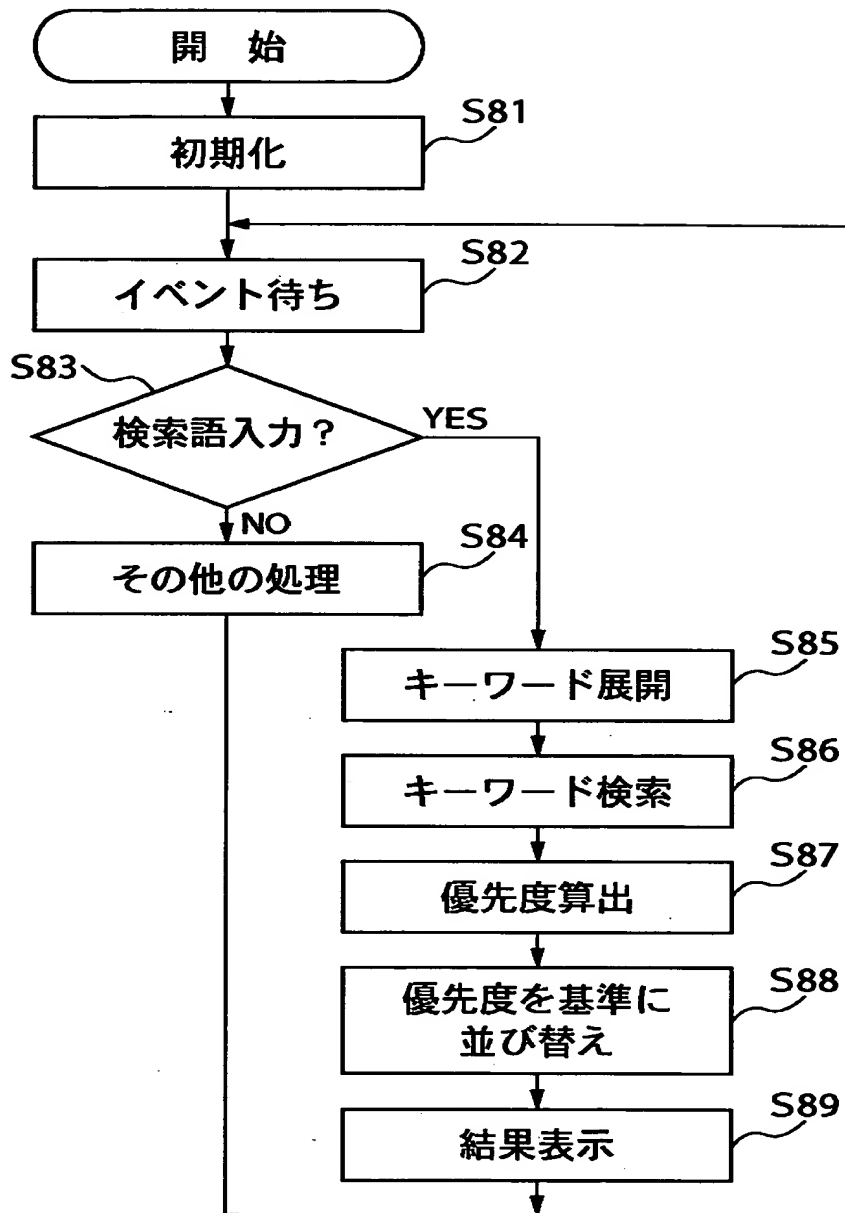 開 始
S81
初期化
S82
イベント待ち
S83
検索語入力?
YES
NO
S84
その他の処理
S85
キーワード展開
S86
キーワード検索
S87
優先度算出
S88
優先度を基準に
並び替え
S89
結果表示